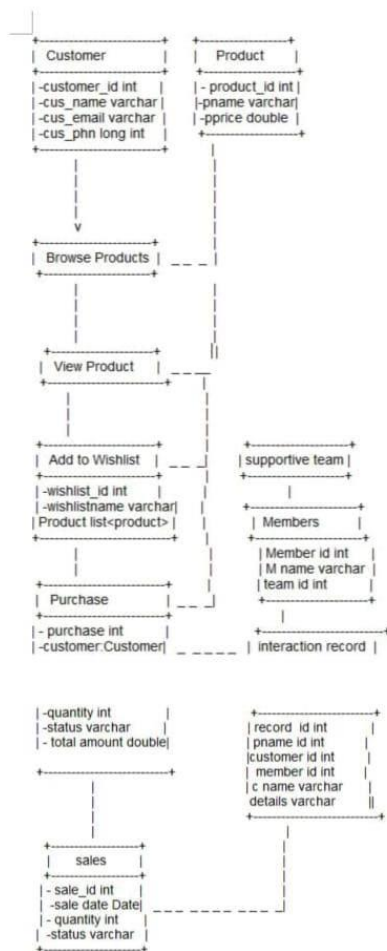 Customer
-customer_id int
-cus_name varchar
-cus_email varchar
-cus_phn long int
Product
- product_id int
-pname varchar
-pprice double
v
Browse Products
View Product
Add to Wishlist
-wishlist_id int
-wishlistname varchar
Product list<product>
supportive team
Members
Member id int
M name varchar
team id int
Purchase
- purchase int
-customer:Customer
interaction record
-quantity int
-status varchar
- total amount double
record id int
pname id int
customer id int
member id int
c name varchar
details varchar
sales
- sale_id int
-sale date Date
- quantity int
-status varchar